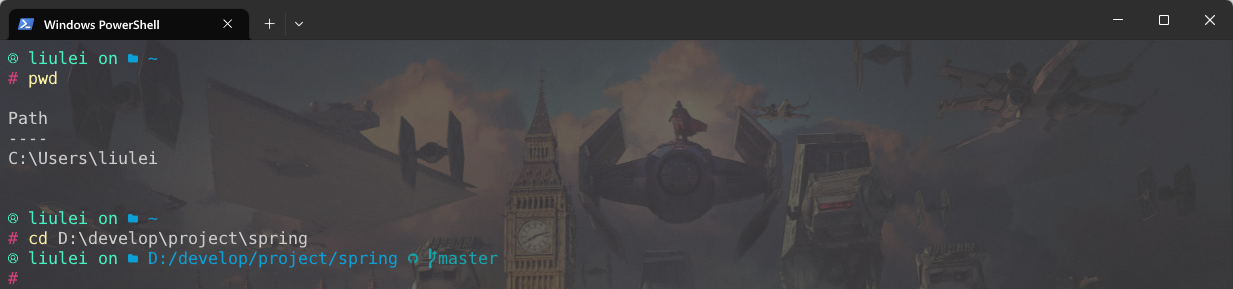 Windows PowerShell
liulei on ~
# pwd
Path
----
C:\Users\liulei
liulei on ~
# cd D:\develop\project\spring
liulei on D:/develop/project/spring master
#